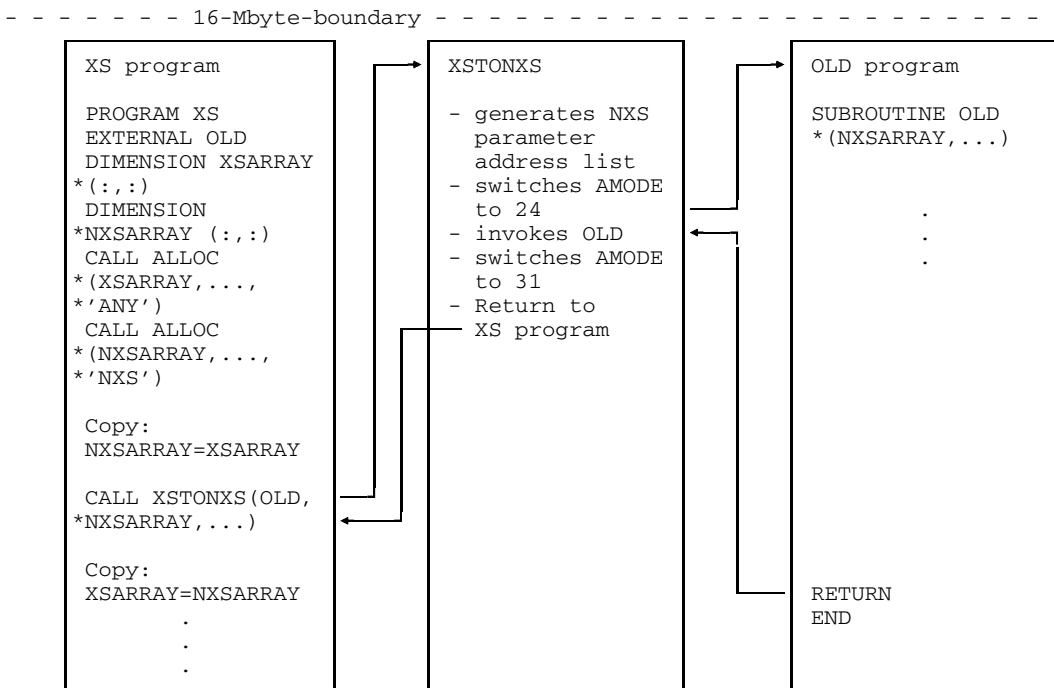 - - - - - - - 16-Mbyte-boundary - - - - - - - - - - - - - - - - - - - - - - -
XS program
PROGRAM XS
EXTERNAL OLD
DIMENSION XSARRAY
*(:,:)
DIMENSION
*NXSARRAY (:,:)
CALL ALLOC
*(XSARRAY,...,
*'ANY')
CALL ALLOC
*(NXSARRAY,...,
*'NXS')
Copy:
NXSARRAY=XSARRAY
CALL XSTONXS(OLD,
*NXSARRAY,...)
Copy:
XSARRAY=NXSARRAY
.
.
.
XSTONXS
- generates NXS
parameter
address list
- switches AMODE
to 24
- invokes OLD
- switches AMODE
to 31
- Return to
XS program
OLD program
SUBROUTINE OLD
*(NXSARRAY,...)
.
.
.
RETURN
END